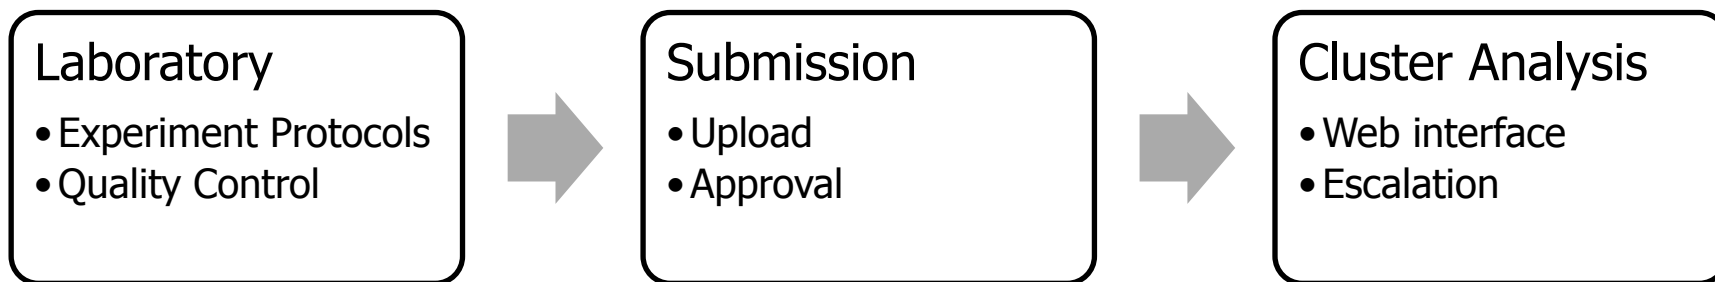 Laboratory
•Experiment Protocols
•Quality Control
Submission
•Upload
•Approval
Cluster Analysis
•Web interface
•Escalation